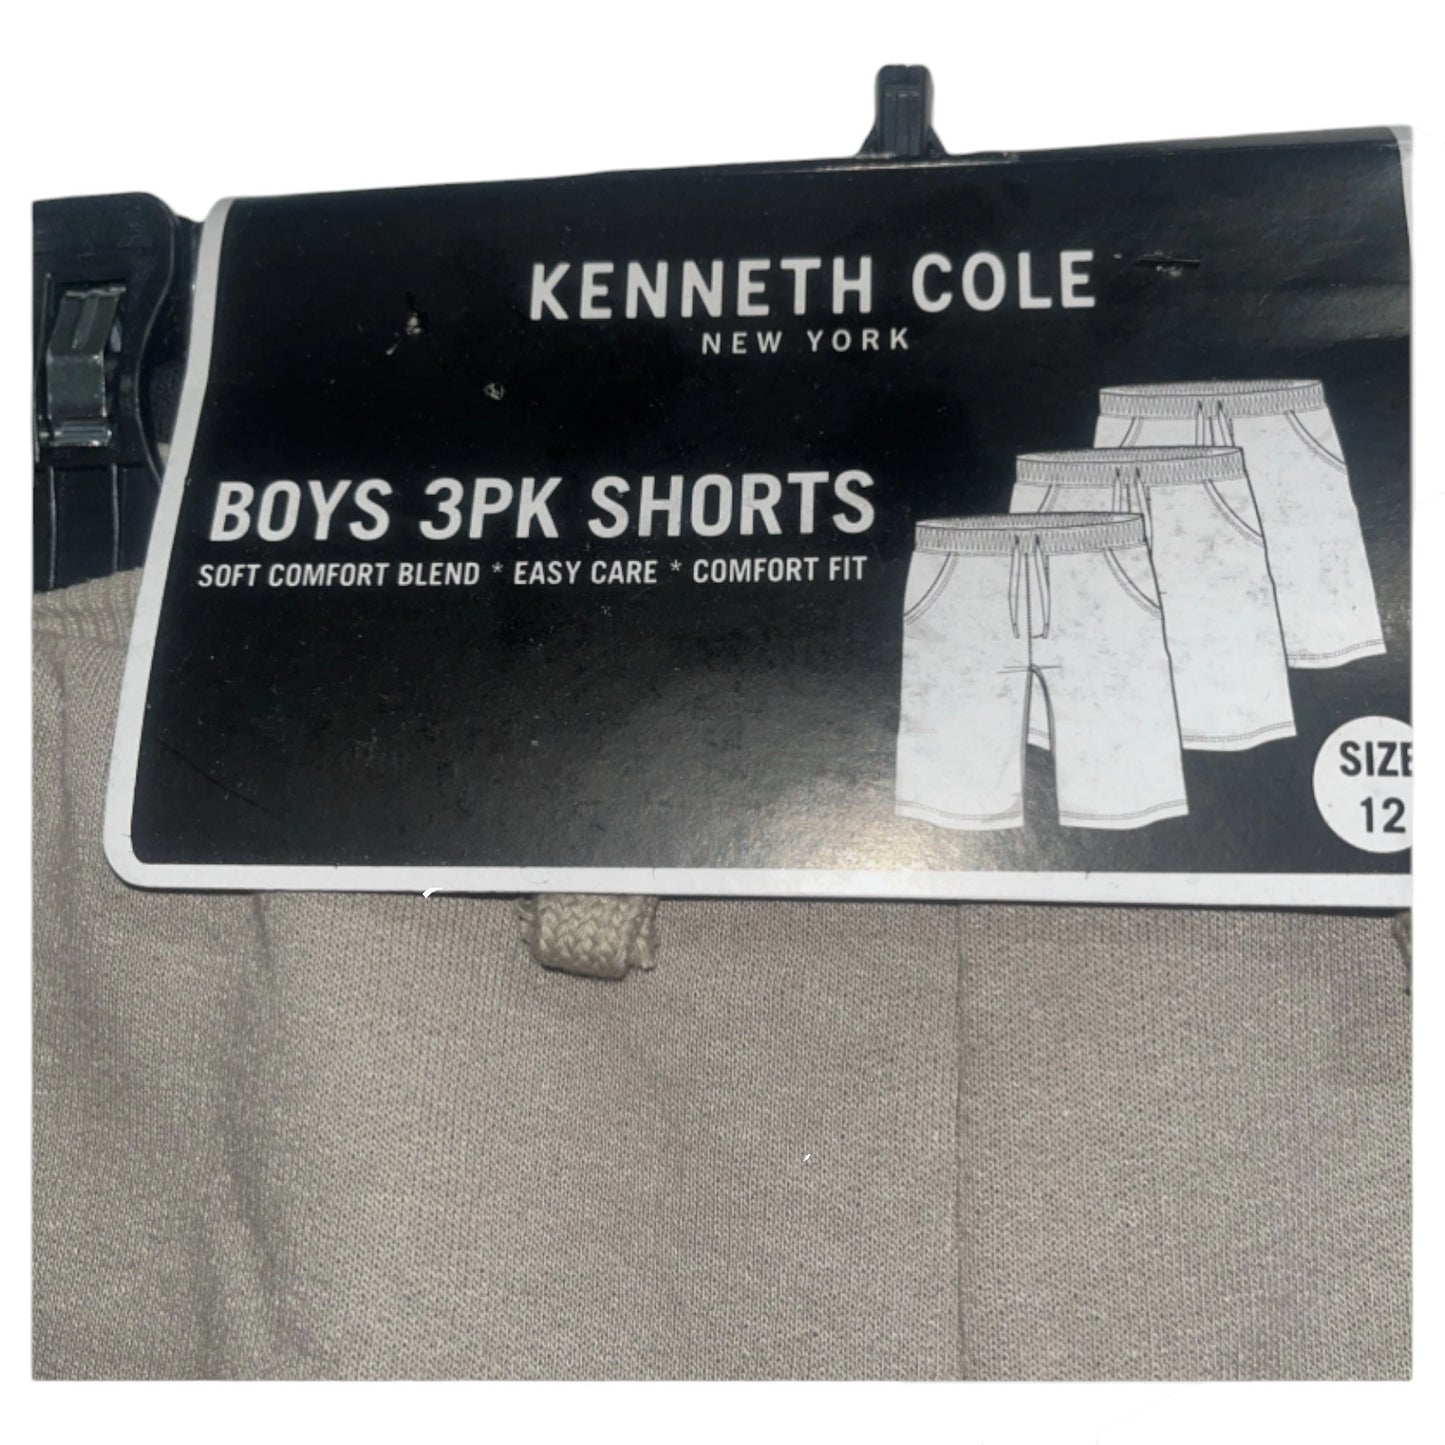 KENNETH COLE
NEW YORK
BOYS 3PK SHORTS
SOFT COMFORT BLEND * EASY CARE * COMFORT FIT
SIZE
12